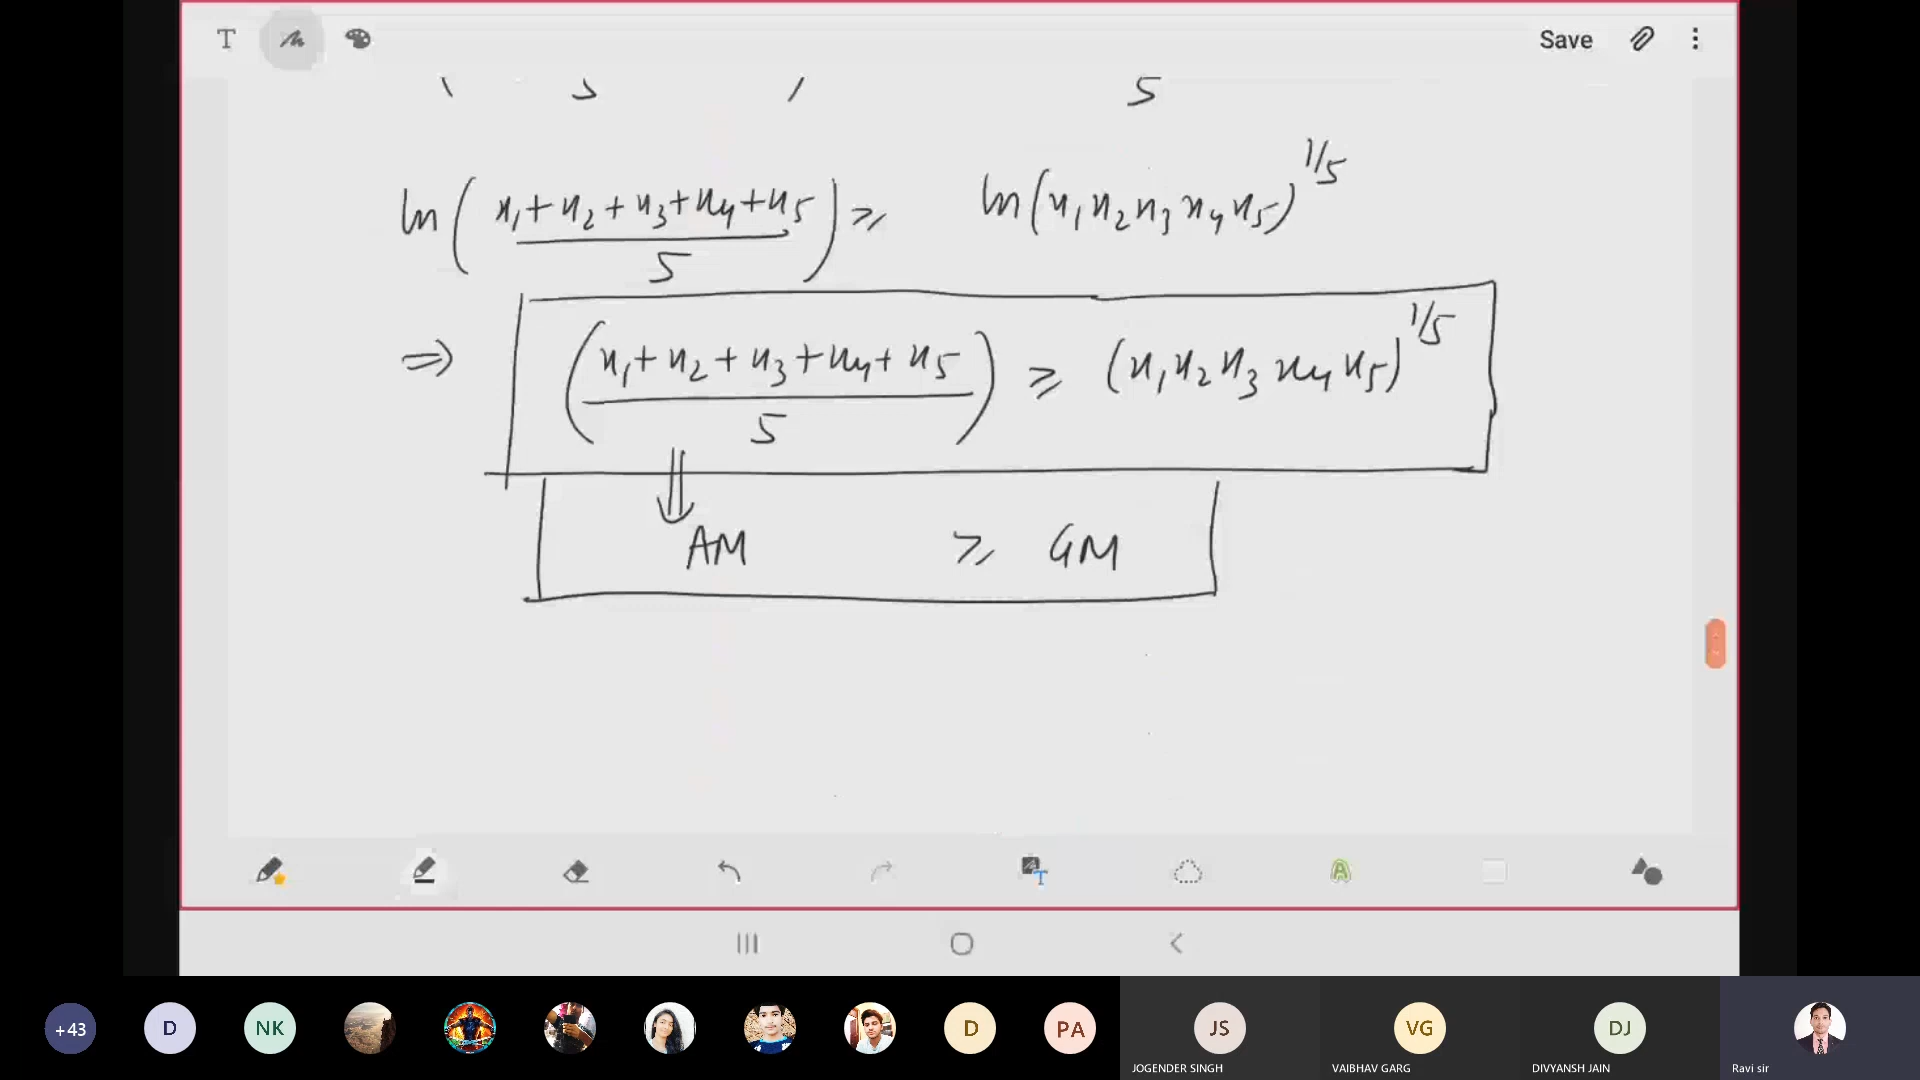 T Save
5
ln(x₁+x₂+x₃+x₄+x₅/5) ≥ ln(x₁x₂x₃x₄x₅)^1/5
⇒ (x₁+x₂+x₃+x₄+x₅/5) ≥ (x₁x₂x₃x₄x₅)^1/5
⇓
AM ≥ GM
T A
+43 D NK D PA JS VG DJ
JOGENDER SINGH VAIBHAV GARG DIVYANSH JAIN Ravi sir